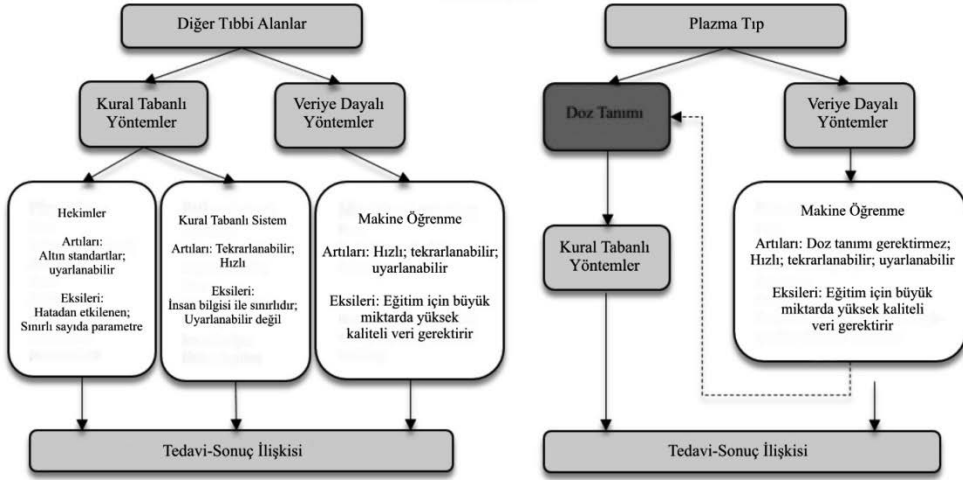 Diğer Tıbbi Alanlar
Kural Tabanlı
Yöntemler
Veriye Dayalı
Yöntemler
Hekimler
Artıları:
Altın standartlar;
uyarlanabilir
Eksileri:
Hatadan etkilenen;
Sınırlı sayıda parametre
Kural Tabanlı Sistem
Artıları: Tekrarlanabilir;
Hızlı
Eksileri:
İnsan bilgisi ile sınırlıdır;
Uyarlanabilir değil
Makine Öğrenme
Artıları: Hızlı; tekrarlanabilir;
uyarlanabilir
Eksileri: Eğitim için büyük
miktarda yüksek
kaliteli veri gerektirir
Tedavi-Sonuç İlişkisi
Plazma Tıp
Doz Tanımı
Veriye Dayalı
Yöntemler
Kural Tabanlı
Yöntemler
Makine Öğrenme
Artıları: Doz tanımı gerektirmez;
Hızlı; tekrarlanabilir; uyarlanabilir
Eksileri: Eğitim için büyük
miktarda yüksek kaliteli
veri gerektirir
Tedavi-Sonuç İlişkisi